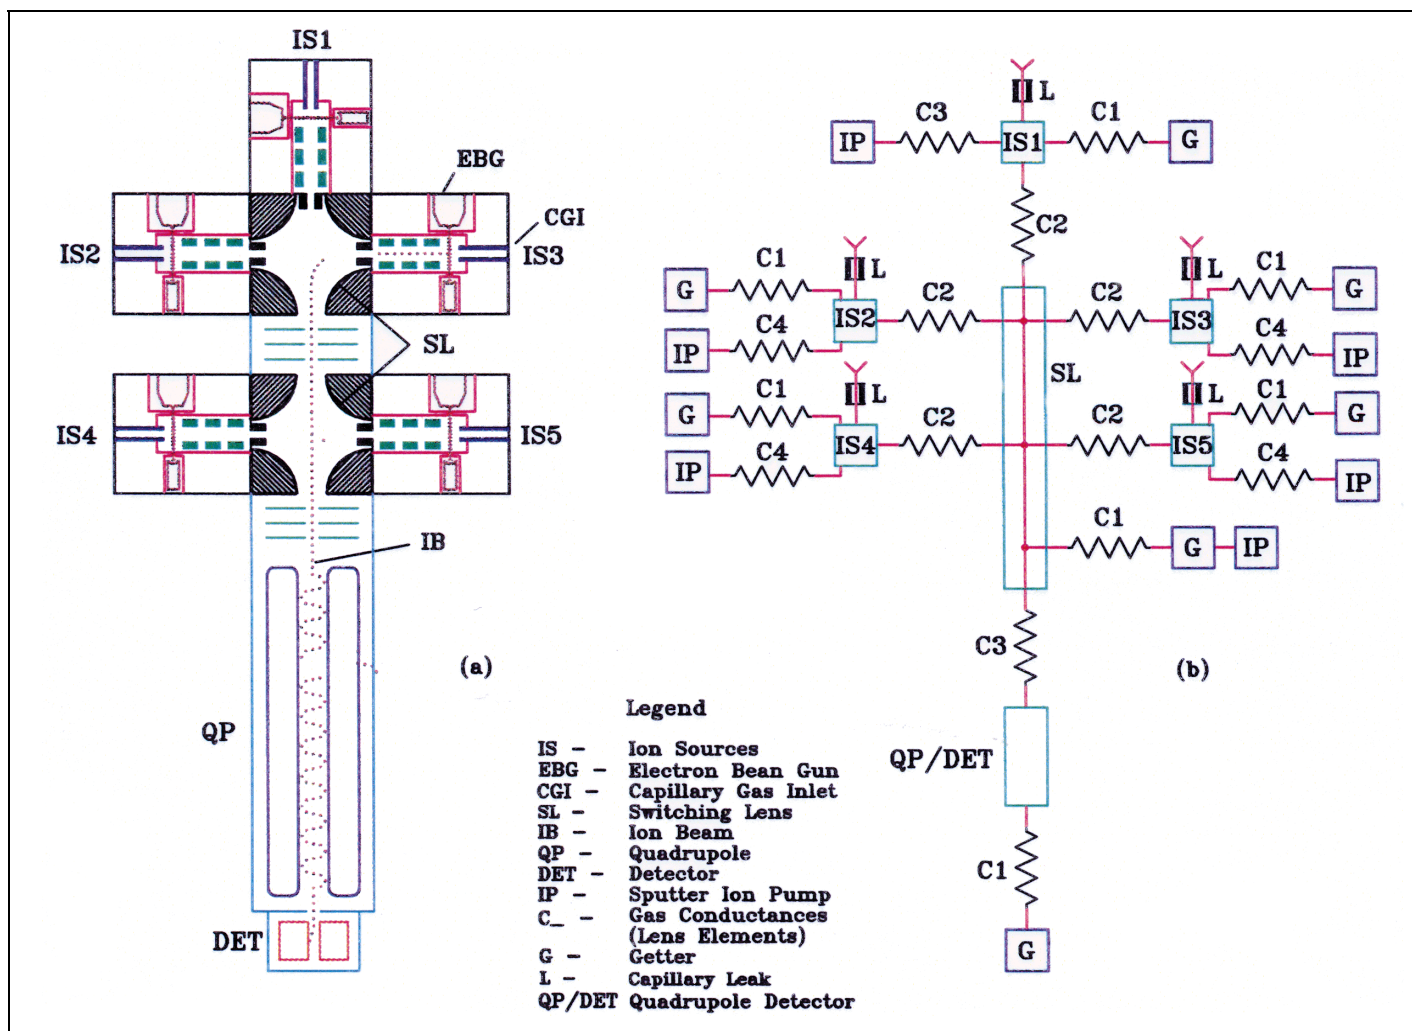 IS1
EBG
CGI
IS2
IS3
SL
IS4
IS5
IB
(a)
QP
DET
L
C3
C1
IP
IS1
G
C2
C1
L
L
C1
G
C2
C2
G
IS2
IS3
C4
C4
IP
IP
SL
C1
L
L
C1
G
C2
C2
G
IS4
IS5
C4
C4
IP
IP
C1
G
IP
C3
(b)
QP/DET
C1
G
Legend
IS – Ion Sources
EBG – Electron Bean Gun
CGI – Capillary Gas Inlet
SL – Switching Lens
IB – Ion Beam
QP – Quadrupole
DET – Detector
IP – Sputter Ion Pump
C_ – Gas Conductances
(Lens Elements)
G – Getter
L – Capillary Leak
QP/DET Quadrupole Detector